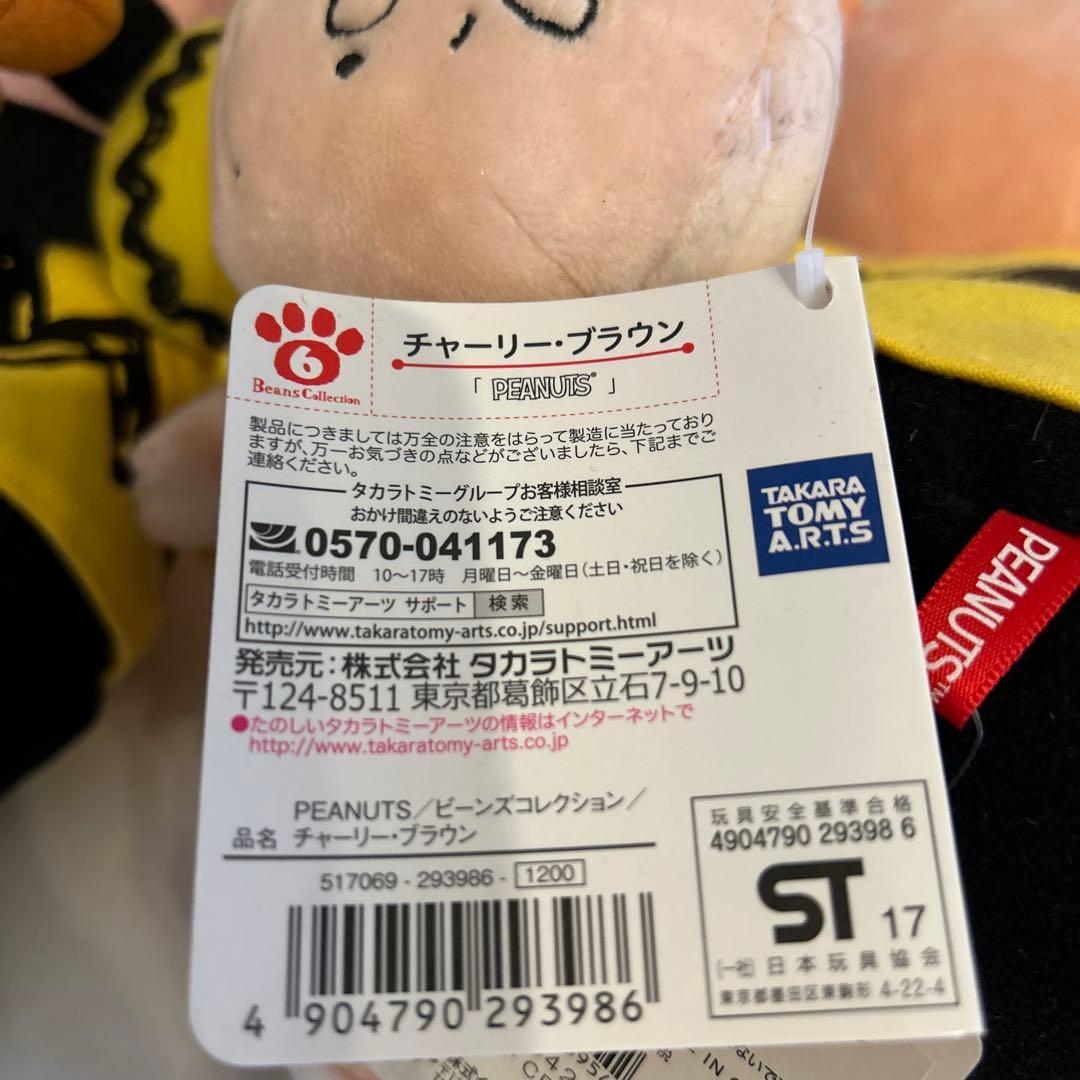 6
Beans Collection
チャーリー・ブラウン
「 PEANUTS® 」
製品につきましては万全の注意をはらって製造に当たっており
ますが、万一お気づきの点などがございましたら、下記までご
連絡ください。
タカラトミーグループお客様相談室
おかけ間違えのないようご注意ください
0570-041173
電話受付時間 10～17時 月曜日～金曜日(土日・祝日を除く)
タカラトミーアーツ サポート 検索
http://www.takaratomy-arts.co.jp/support.html
発売元：株式会社 タカラトミーアーツ
〒124-8511 東京都葛飾区立石7-9-10
●たのしいタカラトミーアーツの情報はインターネットで
http://www.takaratomy-arts.co.jp
TAKARA
TOMY
A.R.T.S
PEANUTS™
PEANUTS／ビーンズコレクション／
品名 チャーリー・ブラウン
517069 - 293986 - 1200
4 904790 293986
玩具安全基準合格
4904790 29398 6
ST 17
(一社) 日本玩具協会
東京都墨田区東駒形 4-22-4